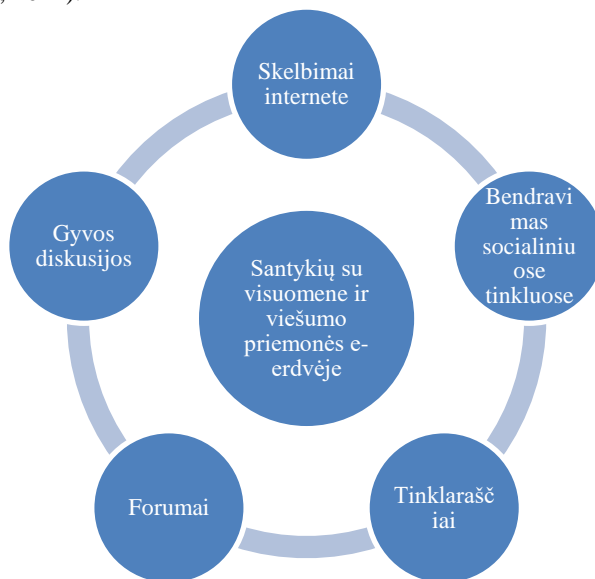 Skelbimai
internete
Bendravi
mas
socialiniu
ose
tinkluose
Gyvos
diskusijos
Santykių su
visuomene ir
viešumo
priemonės e-
erdvėje
Forumai
Tinklarašč
iai